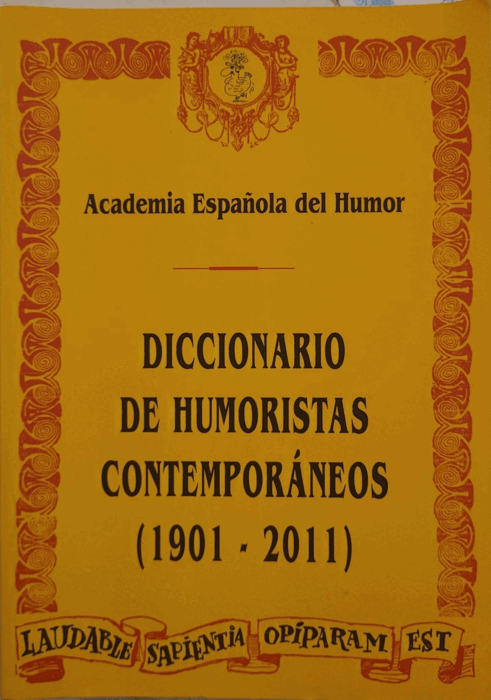 Academia Española del Humor
DICCIONARIO
DE HUMORISTAS
CONTEMPORÁNEOS
(1901 - 2011)
LAUDABLE SAPIENTIA OPÍPARAM EST